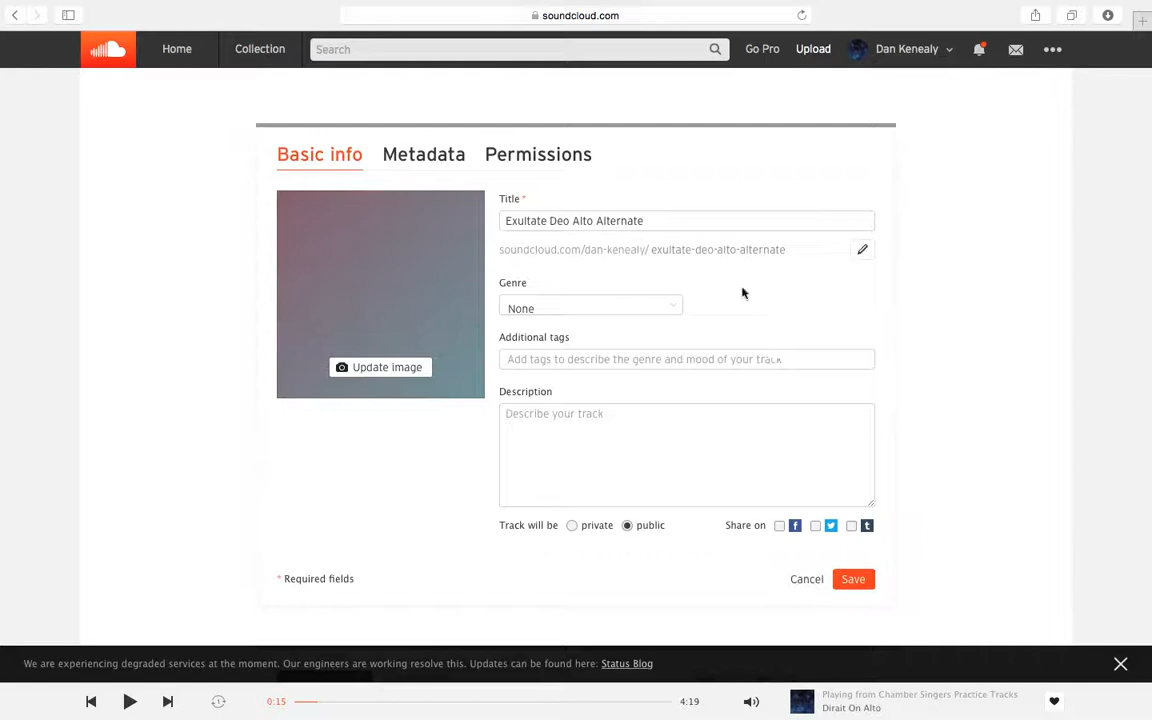 soundcloud.com
Home
Collection
Search
Go Pro
Upload
Dan Kenealy
Basic info
Metadata
Permissions
Title *
Exultate Deo Alto Alternate
soundcloud.com/dan-kenealy/ exultate-deo-alto-alternate
Genre
None
Additional tags
Add tags to describe the genre and mood of your track
Update image
Description
Describe your track
Track will be private public
Share on f t
* Required fields
Cancel
Save
We are experiencing degraded services at the moment. Our engineers are working resolve this. Updates can be found here: Status Blog
1
0:15
4:19
Playing from Chamber Singers Practice Tracks
Dirait On Alto